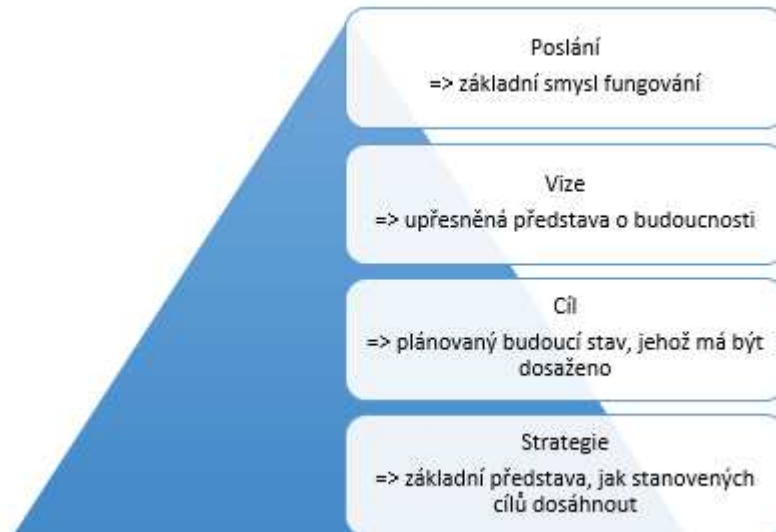 Poslání
=> základní smysl fungování
Vize
=> upřesněná představa o budoucnosti
Cíl
=> plánovaný budoucí stav, jehož má být
dosaženo
Strategie
=> základní představa, jak stanovených
cílů dosáhnout